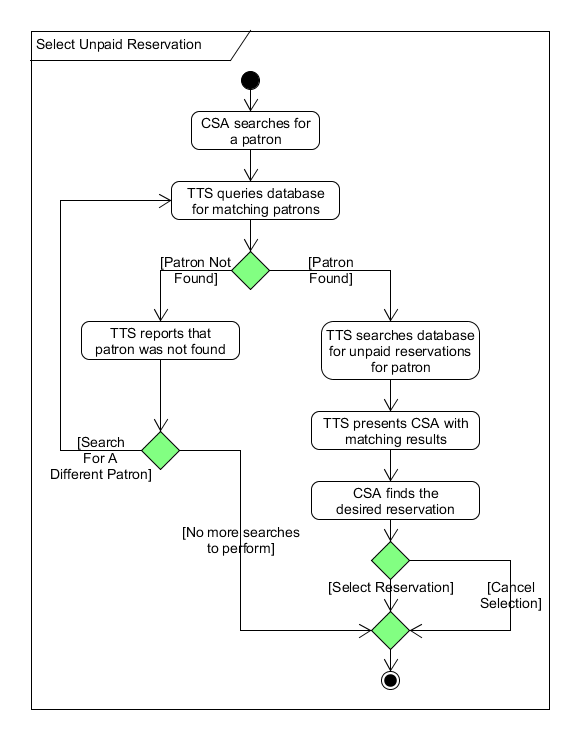 Select Unpaid Reservation
CSA searches for
a patron
TTS queries database
for matching patrons
[Patron Not
Found]
[Patron
Found]
TTS reports that
patron was not found
TTS searches database
for unpaid reservations
for patron
TTS presents CSA with
matching results
[Search
For A
Different Patron]
CSA finds the
desired reservation
[No more searches
to perform]
[Select Reservation]
[Cancel
Selection]